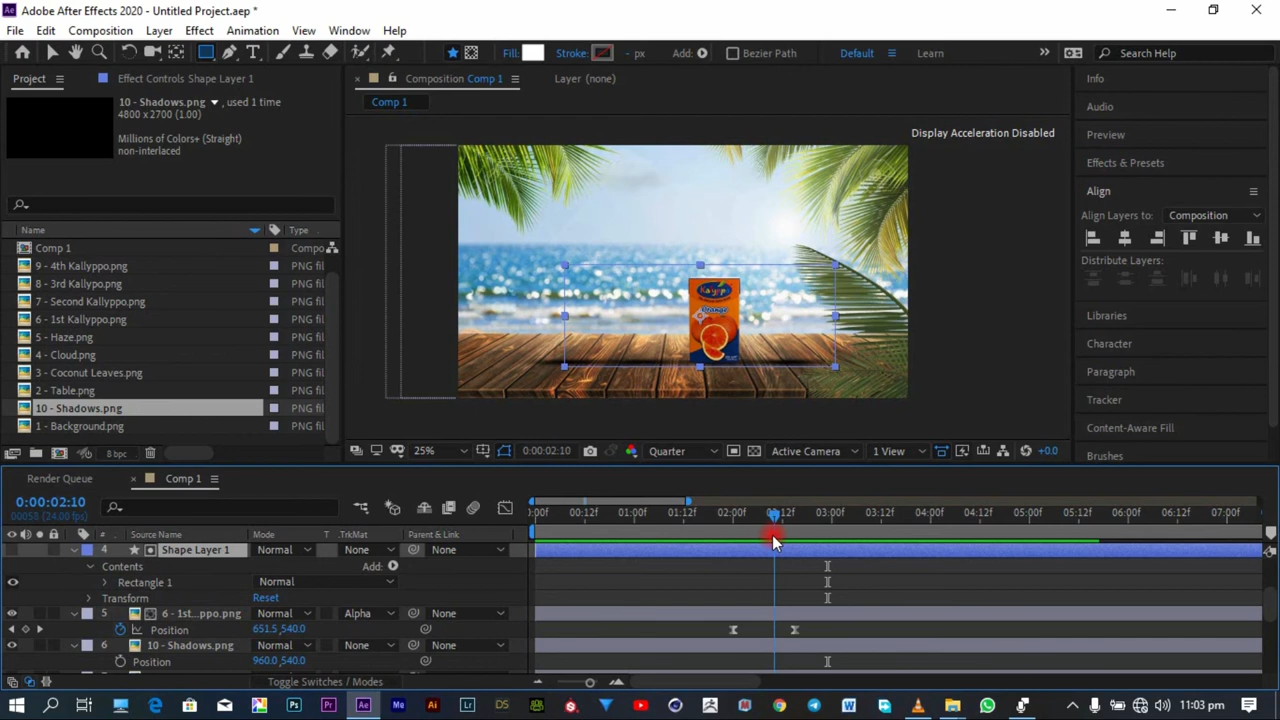 Adobe After Effects 2020 - Untitled Project.aep *
File Edit Composition Layer Effect Animation View Window Help
Fill: Stroke: - px Add: Bezier Path Default Learn Search Help
Project Effect Controls Shape Layer 1
10 - Shadows.png, used 1 time
4800 x 2700 (1.00)
Millions of Colors+ (Straight)
non-interlaced
Name Type
Comp 1 Compo
9 - 4th Kallyppo.png PNG fil
8 - 3rd Kallyppo.png PNG fil
7 - Second Kallyppo.png PNG fil
6 - 1st Kallyppo.png PNG fil
5 - Haze.png PNG fil
4 - Cloud.png PNG fil
3 - Coconut Leaves.png PNG fil
2 - Table.png PNG fil
10 - Shadows.png PNG fil
1 - Background.png PNG fil
8 bpc
Composition Comp 1 Layer (none)
Comp 1
Display Acceleration Disabled
Orange
25% 0:00:02:10 Quarter Active Camera 1 View +0.0
Info
Audio
Preview
Effects & Presets
Align
Align Layers to: Composition
Distribute Layers:
Libraries
Character
Paragraph
Tracker
Content-Aware Fill
Brushes
Render Queue Comp 1
0:00:02:10
00058 (24.00 fps)
# Source Name Mode T .TrkMat Parent & Link
:00f 00:12f 01:00f 01:12f 02:00f 02:12f 03:00f 03:12f 04:00f 04:12f 05:00f 05:12f 06:00f 06:12f 07:00f
4 Shape Layer 1 Normal None None
Contents Add:
Rectangle 1 Normal
Transform Reset
5 6 - 1st...ppo.png Normal Alpha None
Position 651.5,540.0
6 10 - Shadows.png Normal None None
Position 960.0,540.0
Toggle Switches / Modes
11:03 pm